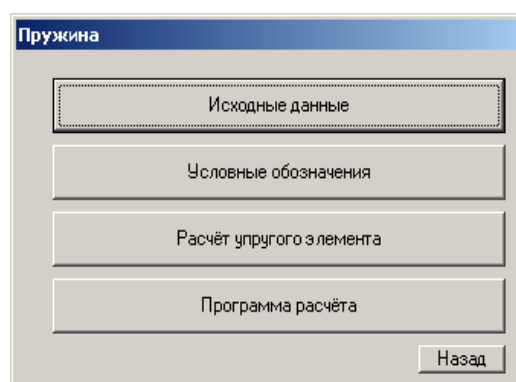 Пружина
Исходные данные
Условные обозначения
Расчёт упругого элемента
Программа расчёта
Назад